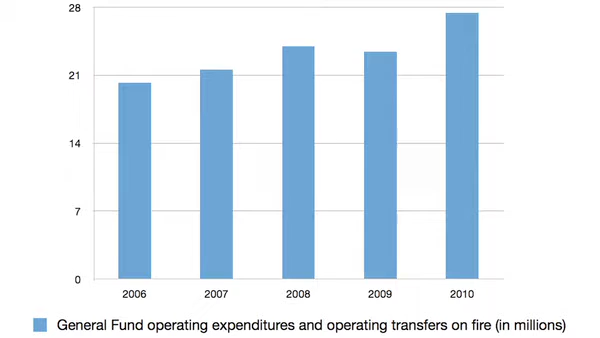 28
21
14
7
0
2006 2007 2008 2009 2010
General Fund operating expenditures and operating transfers on fire (in millions)